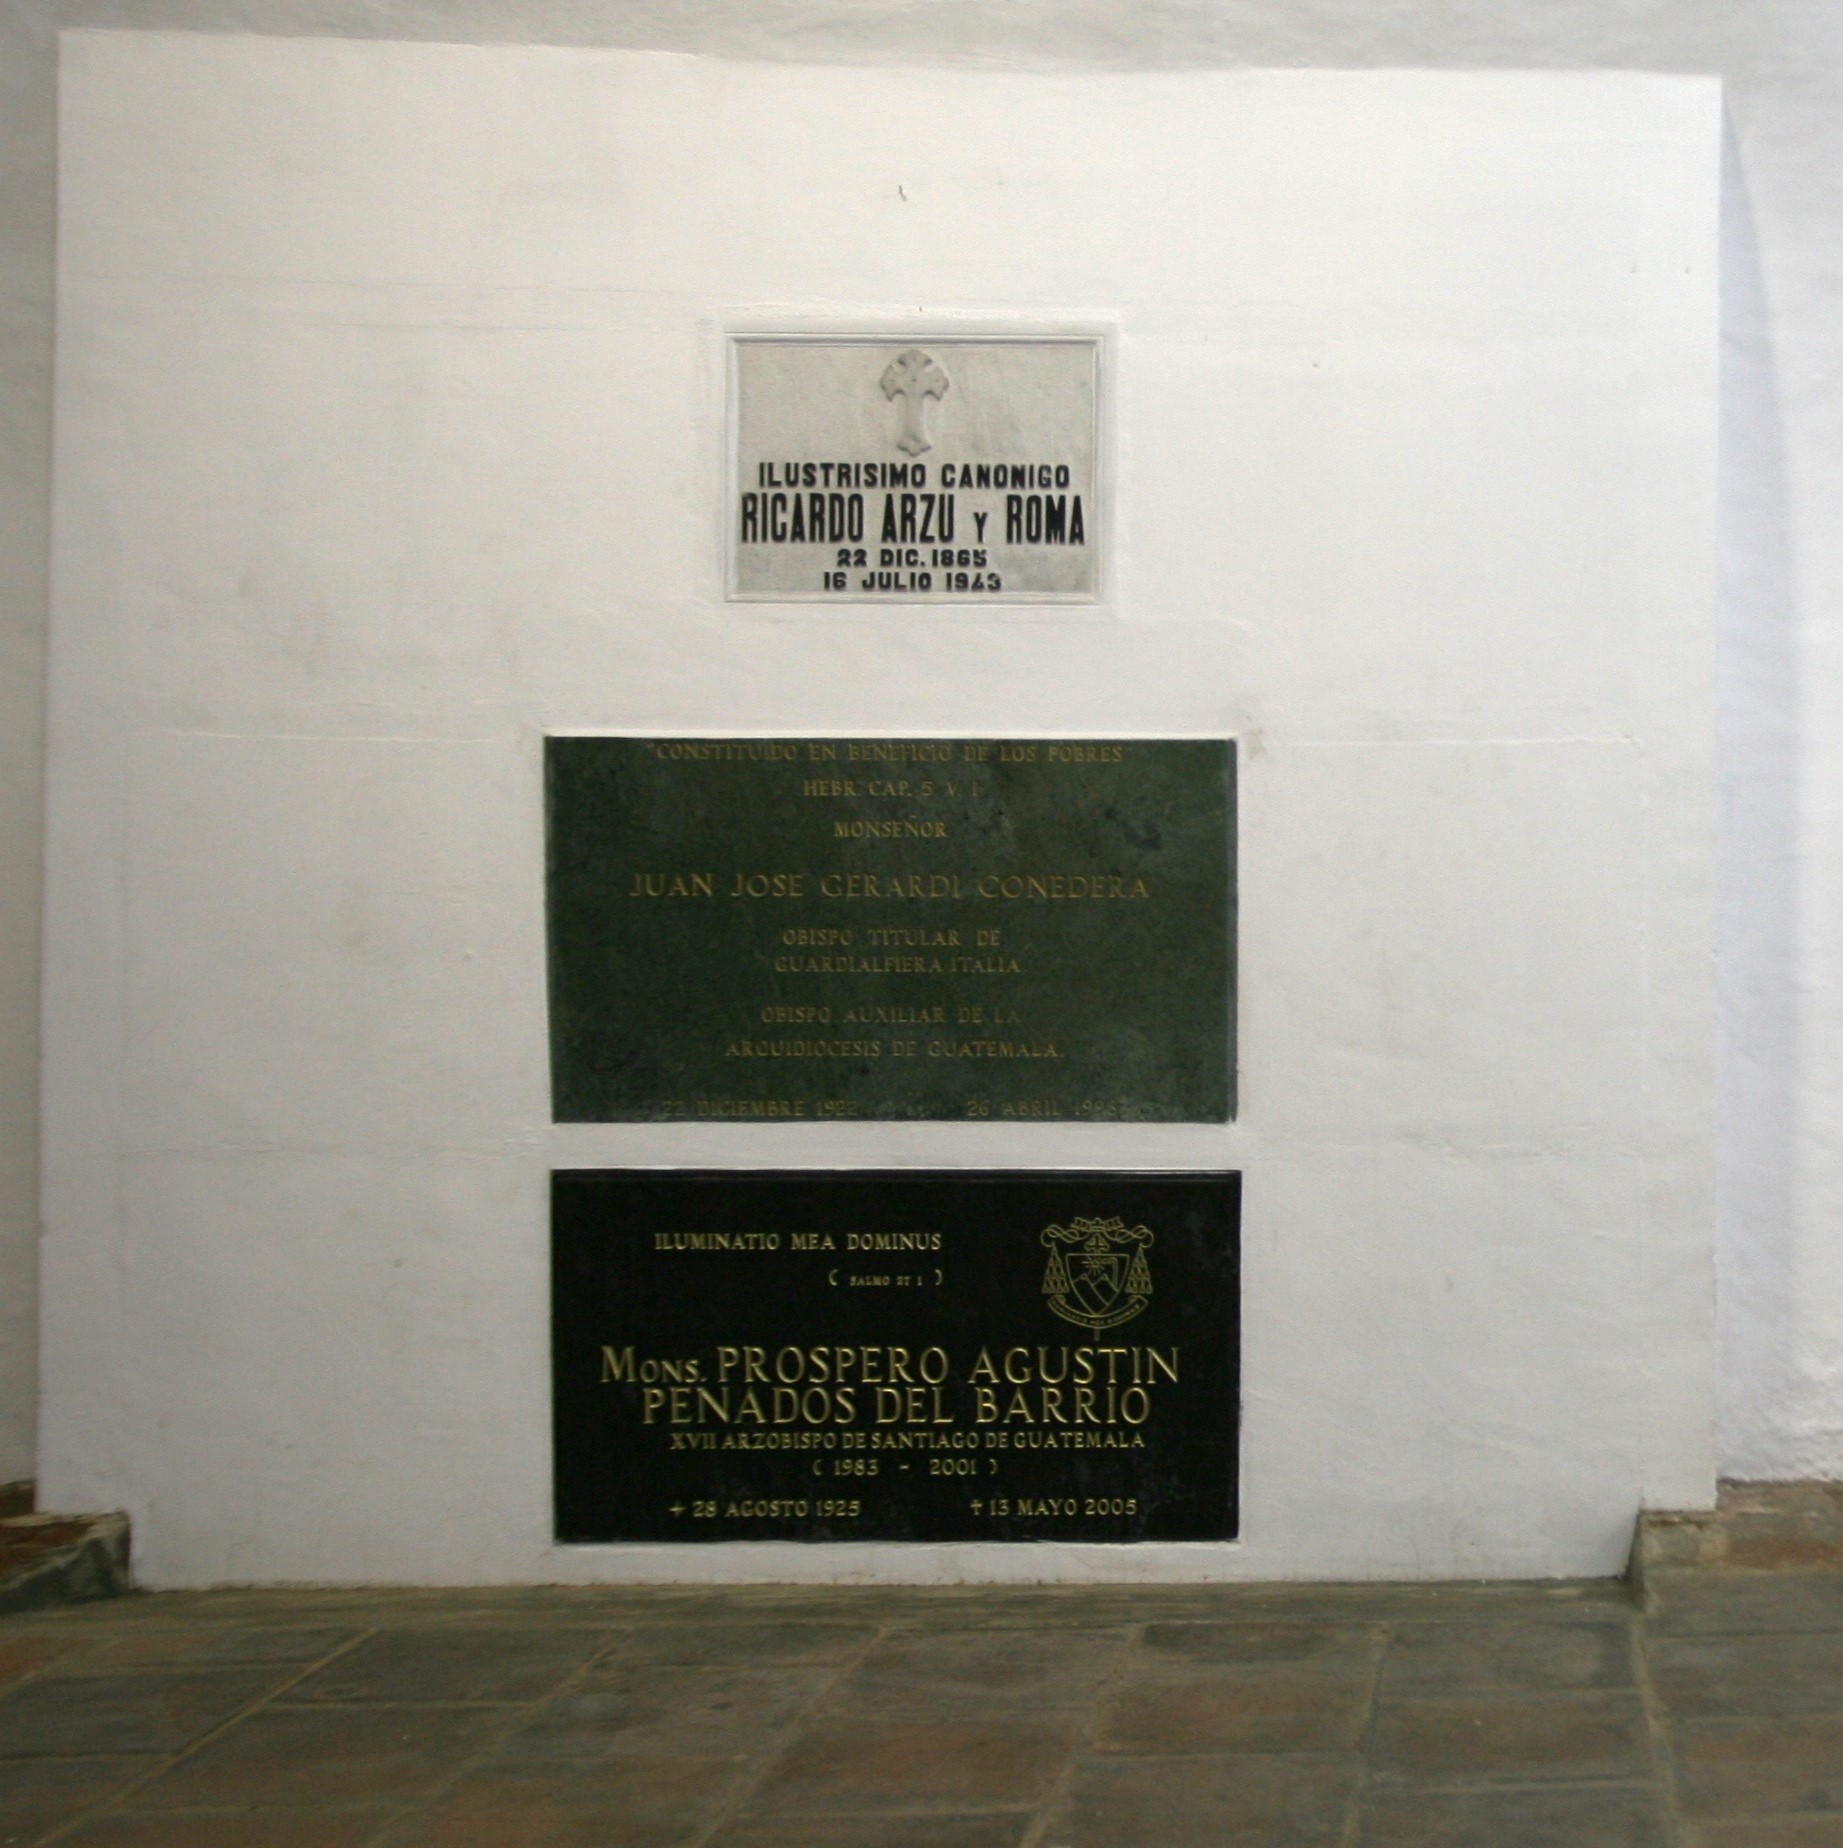 ILUSTRISIMO CANONIGO
RICARDO ARZU Y ROMA
22 DIC. 1865
16 JULIO 1943
"CONSTITUIDO EN BENEFICIO DE LOS POBRES"
HEBR. CAP. 5 V. 1
MONSEÑOR
JUAN JOSE GERARDI CONEDERA
OBISPO TITULAR DE
GUARDIALFIERA ITALIA
OBISPO AUXILIAR DE LA
ARQUIDIOCESIS DE GUATEMALA.
22 DICIEMBRE 1922 26 ABRIL 1998
ILUMINATIO MEA DOMINUS
( SALMO 27 1 )
MONS. PROSPERO AGUSTIN
PENADOS DEL BARRIO
XVII ARZOBISPO DE SANTIAGO DE GUATEMALA
( 1983 - 2001 )
+ 28 AGOSTO 1925 ✝ 13 MAYO 2005